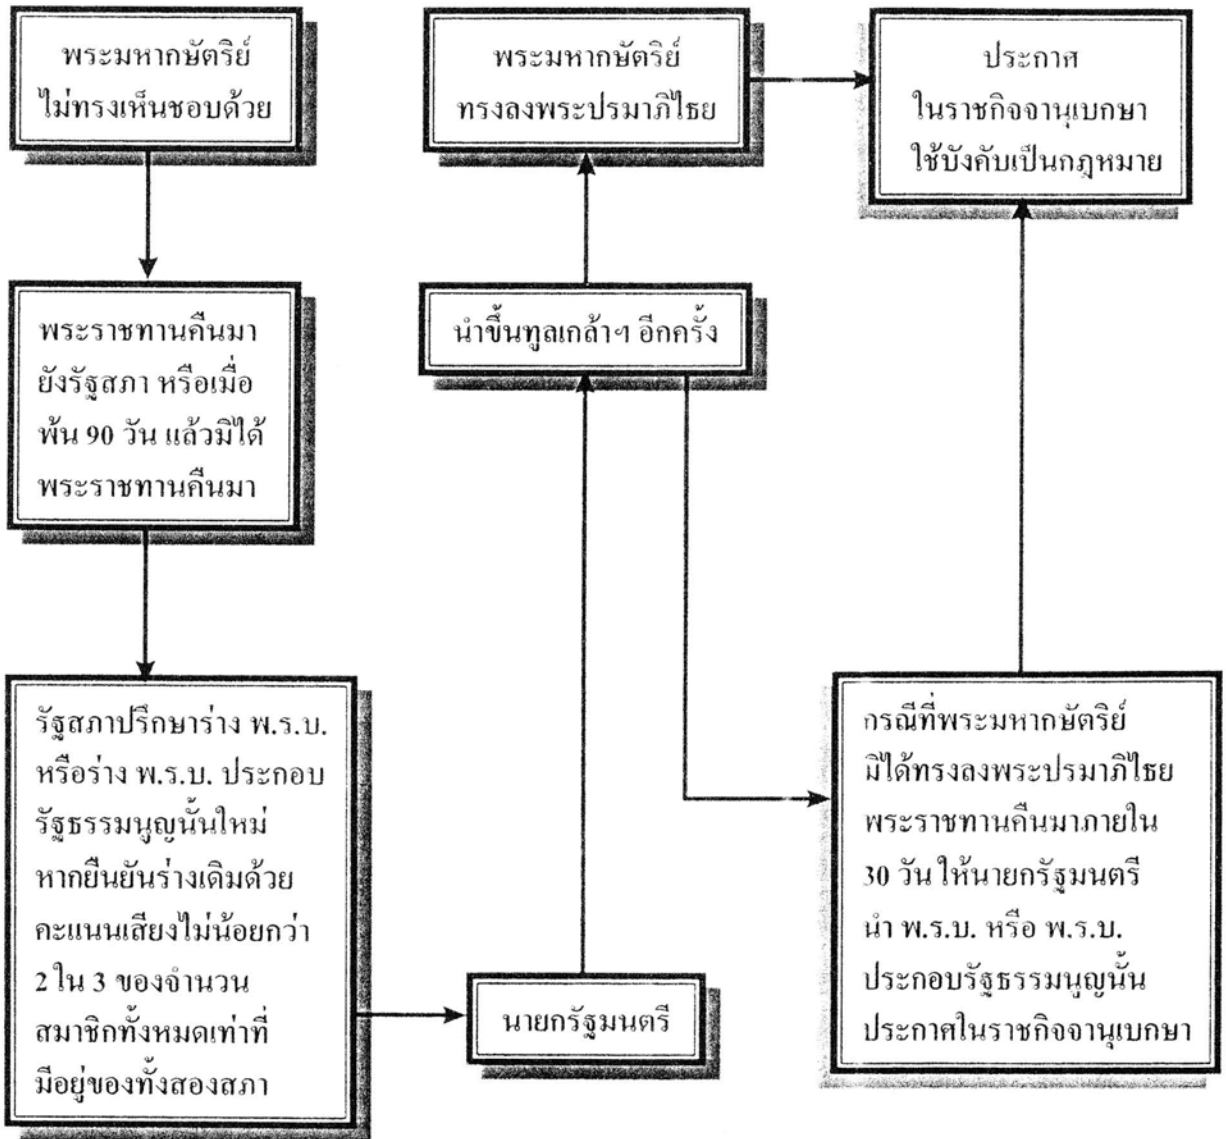 พระมหากษัตริย์
ไม่ทรงเห็นชอบด้วย
พระราชทานคืนมา
ยังรัฐสภา หรือเมื่อ
พ้น 90 วัน แล้วมิได้
พระราชทานคืนมา
รัฐสภาปรึกษาร่าง พ.ร.บ.
หรือร่าง พ.ร.บ. ประกอบ
รัฐธรรมนูญนั้นใหม่
หากยืนยันร่างเดิมด้วย
คะแนนเสียงไม่น้อยกว่า
2 ใน 3 ของจำนวน
สมาชิกทั้งหมดเท่าที่
มีอยู่ของทั้งสองสภา
นายกรัฐมนตรี
นำขึ้นทูลเกล้าฯ อีกครั้ง
พระมหากษัตริย์
ทรงลงพระปรมาภิไธย
กรณีที่พระมหากษัตริย์
มิได้ทรงลงพระปรมาภิไธย
พระราชทานคืนมาภายใน
30 วัน ให้นายกรัฐมนตรี
นำ พ.ร.บ. หรือ พ.ร.บ.
ประกอบรัฐธรรมนูญนั้น
ประกาศในราชกิจจานุเบกษา
ประกาศ
ในราชกิจจานุเบกษา
ใช้บังคับเป็นกฎหมาย